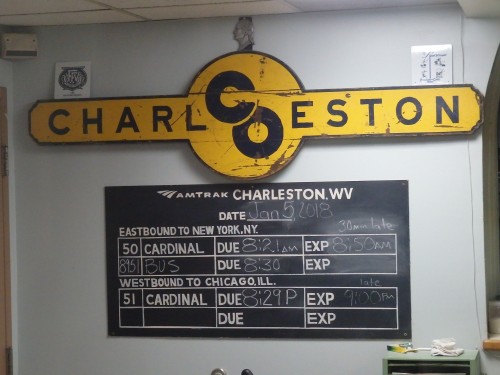 CHARLCOESTON
AMTRAK CHARLESTON, WV
DATE Jan 5, 2018
EASTBOUND TO NEW YORK, N.Y. 30 min late
50 CARDINAL DUE 8:21 AM EXP 8:50 AM
8951 BUS DUE 8:30 EXP
WESTBOUND TO CHICAGO, ILL. late
51 CARDINAL DUE 8:29 P EXP 9:00 PM
DUE EXP